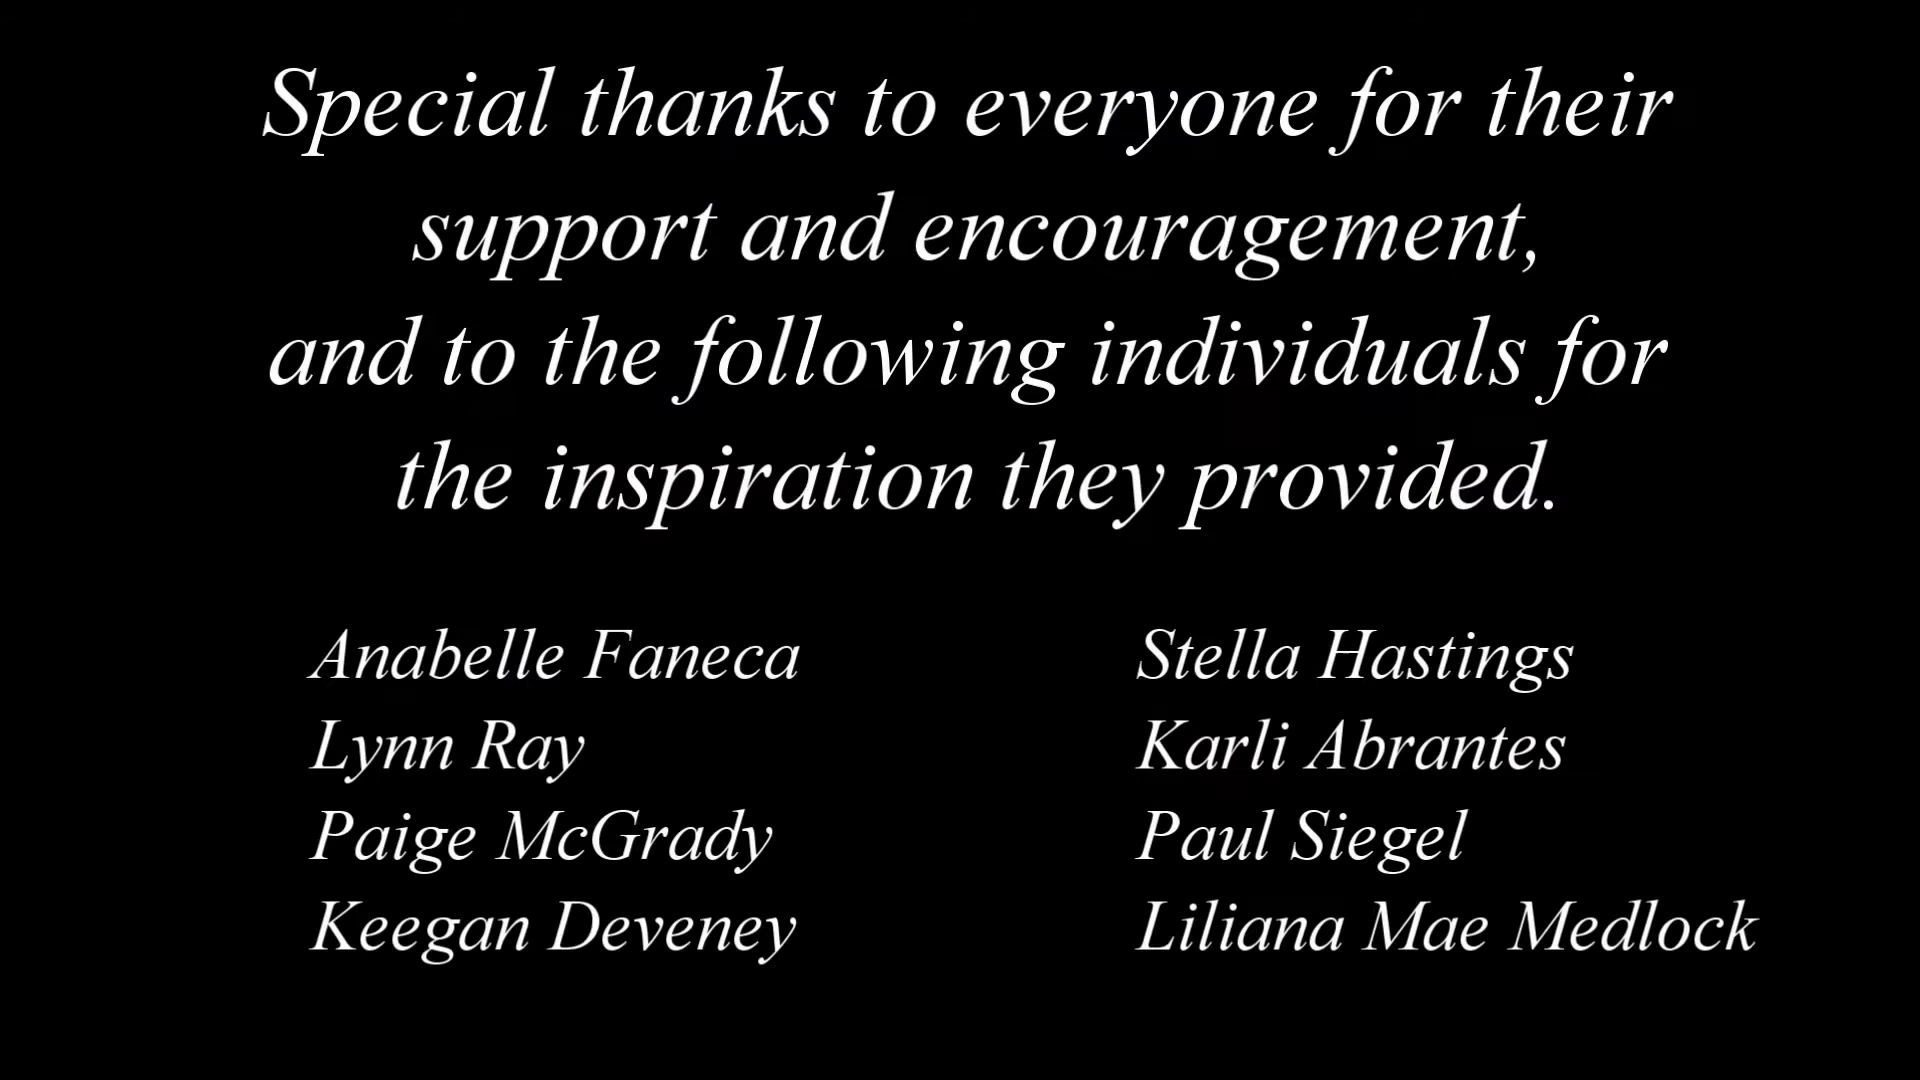 Special thanks to everyone for their
support and encouragement,
and to the following individuals for
the inspiration they provided.
Anabelle Faneca
Lynn Ray
Paige McGrady
Keegan Deveney
Stella Hastings
Karli Abrantes
Paul Siegel
Liliana Mae Medlock